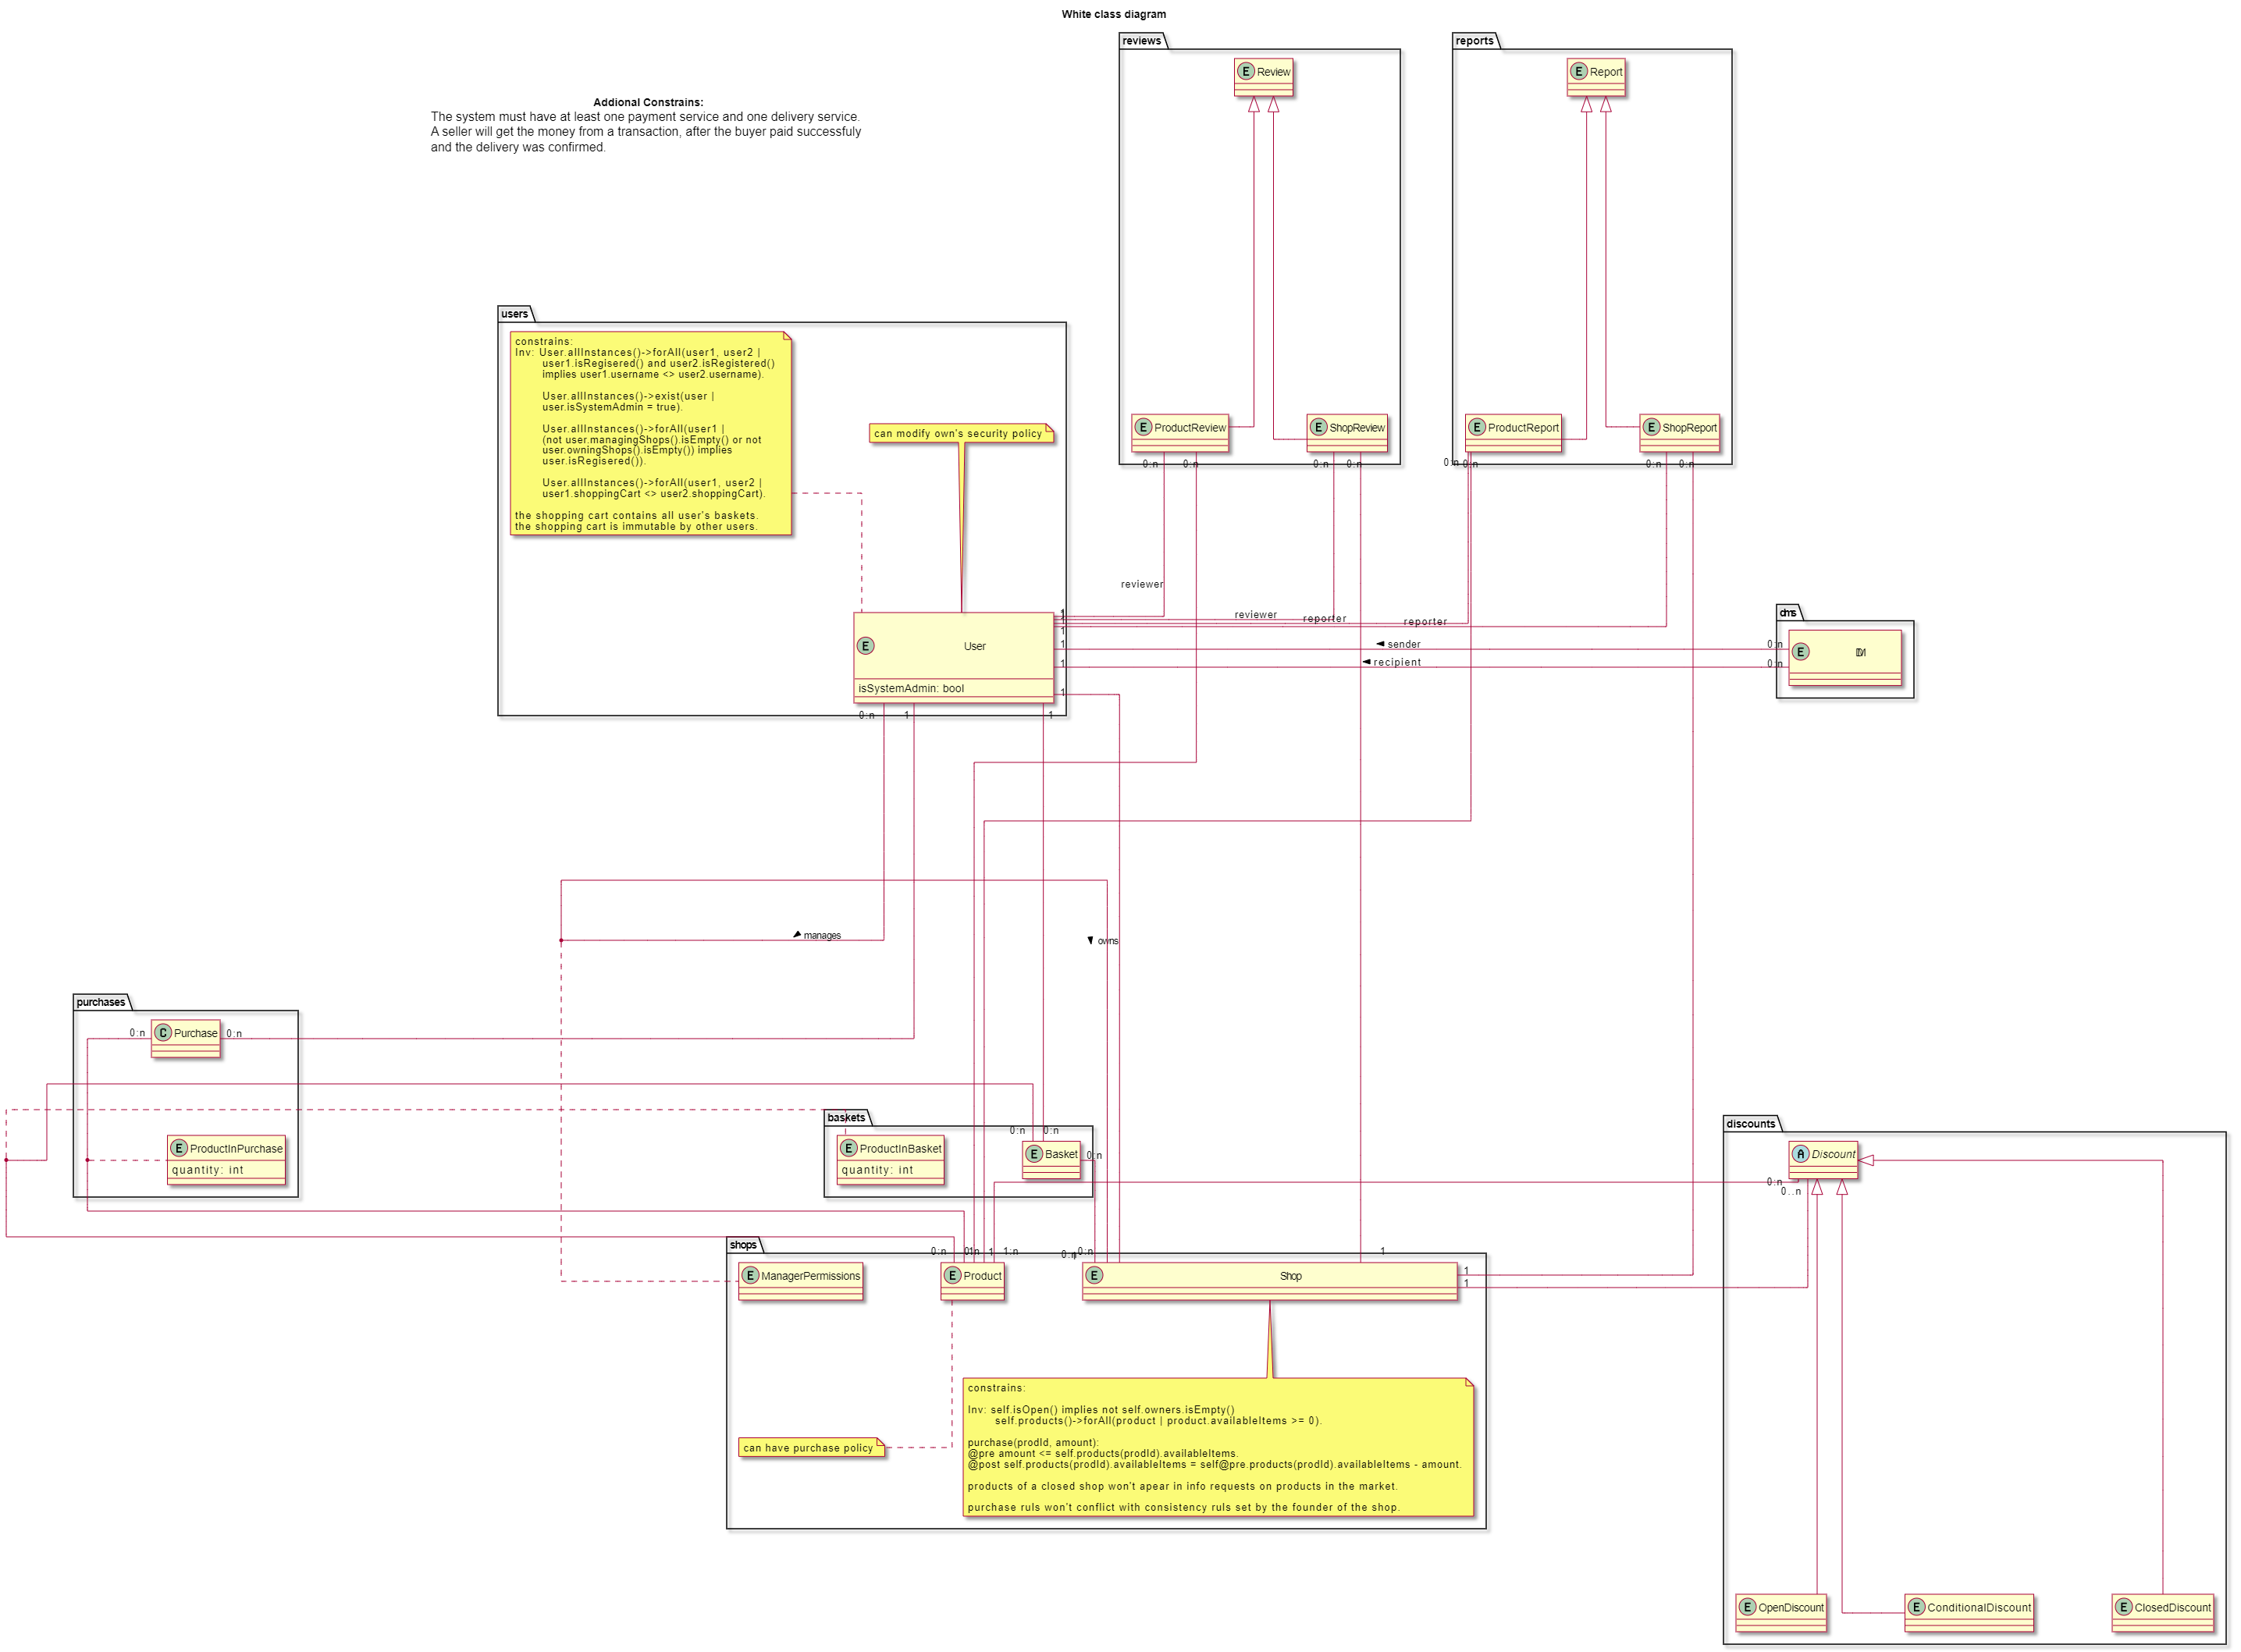 White class diagram
reviews
reports
E Review
E Report
Addional Constrains:
The system must have at least one payment service and one delivery service.
A seller will get the money from a transaction, after the buyer paid successfuly
and the delivery was confirmed.
users
constrains:
Inv: User.allInstances()->forAll(user1, user2 |
user1.isRegisered() and user2.isRegistered()
implies user1.username <> user2.username).
User.allInstances()->exist(user |
user.isSystemAdmin = true).
User.allInstances()->forAll(user1 |
(not user.managingShops().isEmpty() or not
user.owningShops().isEmpty()) implies
user.isRegisered()).
User.allInstances()->forAll(user1, user2 |
user1.shoppingCart <> user2.shoppingCart).
the shopping cart contains all user's baskets.
the shopping cart is immutable by other users.
can modify own's security policy
E ProductReview
E ShopReview
E ProductReport
E ShopReport
0:n
0:n
0:n
0:n
0:n
0:n
0:n
0:n
reviewer
reviewer
reporter
reporter
dms
E User
isSystemAdmin: bool
1
1
1
1
1
sender
recipient
0:n
0:n
E DM
0:n
1
1
manages
owns
purchases
C Purchase
0:n
0:n
E ProductInPurchase
quantity: int
baskets
E ProductInBasket
quantity: int
0:n
0:n
E Basket
0:n
discounts
A Discount
0:n
0..n
shops
0:n
1
1:n
0:n
1
E ManagerPermissions
E Product
E Shop
1
1
can have purchase policy
constrains:
Inv: self.isOpen() implies not self.owners.isEmpty()
self.products()->forAll(product | product.availableItems >= 0).
purchase(prodId, amount):
@pre amount <= self.products(prodId).availableItems.
@post self.products(prodId).availableItems = self@pre.products(prodId).availableItems - amount.
products of a closed shop won't apear in info requests on products in the market.
purchase ruls won't conflict with consistency ruls set by the founder of the shop.
E OpenDiscount
E ConditionalDiscount
E ClosedDiscount